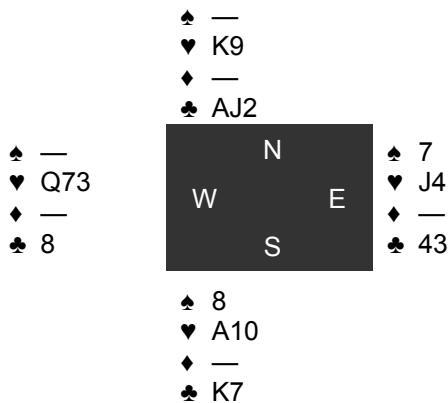 ♠ —
♥ K9
♦ —
♣ AJ2
♠ —
♥ Q73
♦ —
♣ 8
N
W E
S
♠ 7
♥ J4
♦ —
♣ 43
♠ 8
♥ A10
♦ —
♣ K7